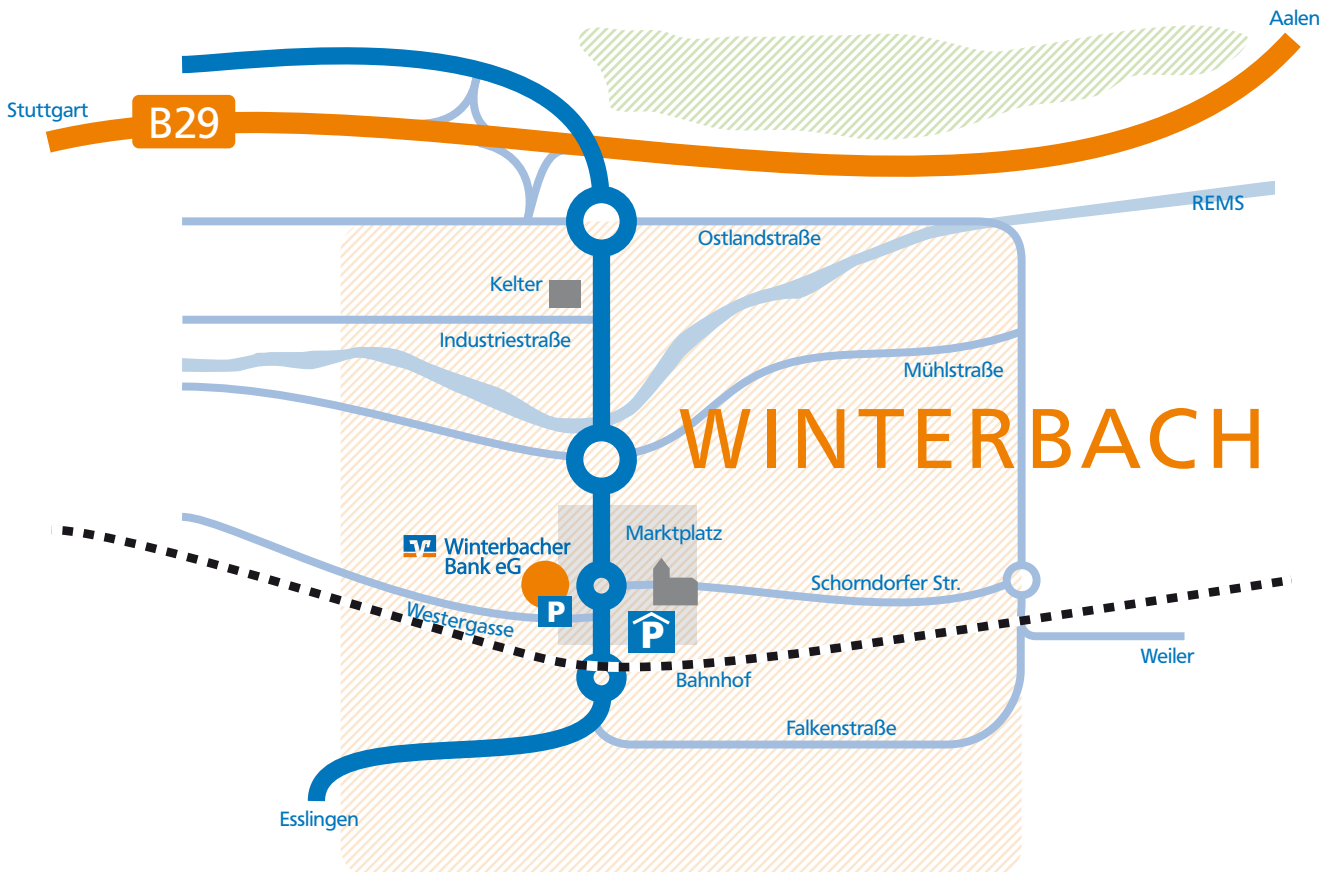 Aalen
Stuttgart
B29
REMS
Ostlandstraße
Kelter
Industriestraße
Mühlstraße
WINTERBACH
Marktplatz
Winterbacher
Bank eG
Schorndorfer Str.
P
Westergasse
P
Weiler
Bahnhof
Falkenstraße
Esslingen